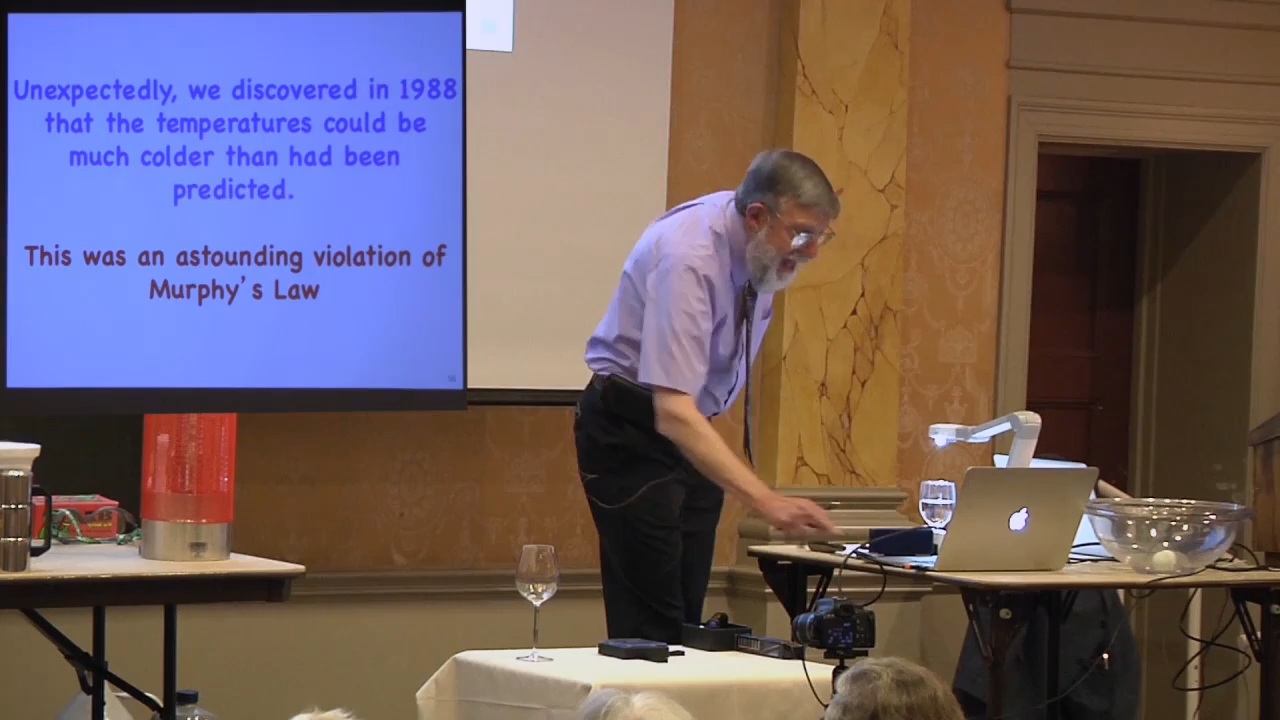 Unexpectedly, we discovered in 1988
that the temperatures could be
much colder than had been
predicted.
This was an astounding violation of
Murphy's Law